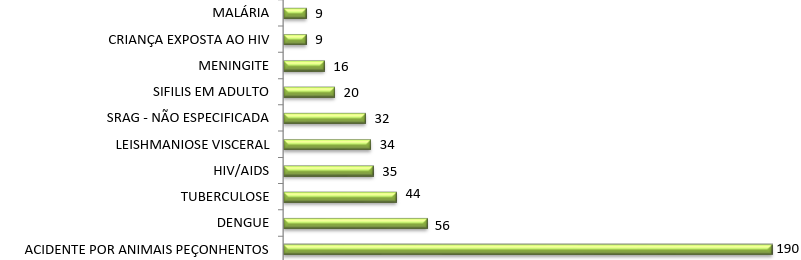 MALÁRIA 9
CRIANÇA EXPOSTA AO HIV 9
MENINGITE 16
SIFILIS EM ADULTO 20
SRAG - NÃO ESPECIFICADA 32
LEISHMANIOSE VISCERAL 34
HIV/AIDS 35
TUBERCULOSE 44
DENGUE 56
ACIDENTE POR ANIMAIS PEÇONHENTOS 190